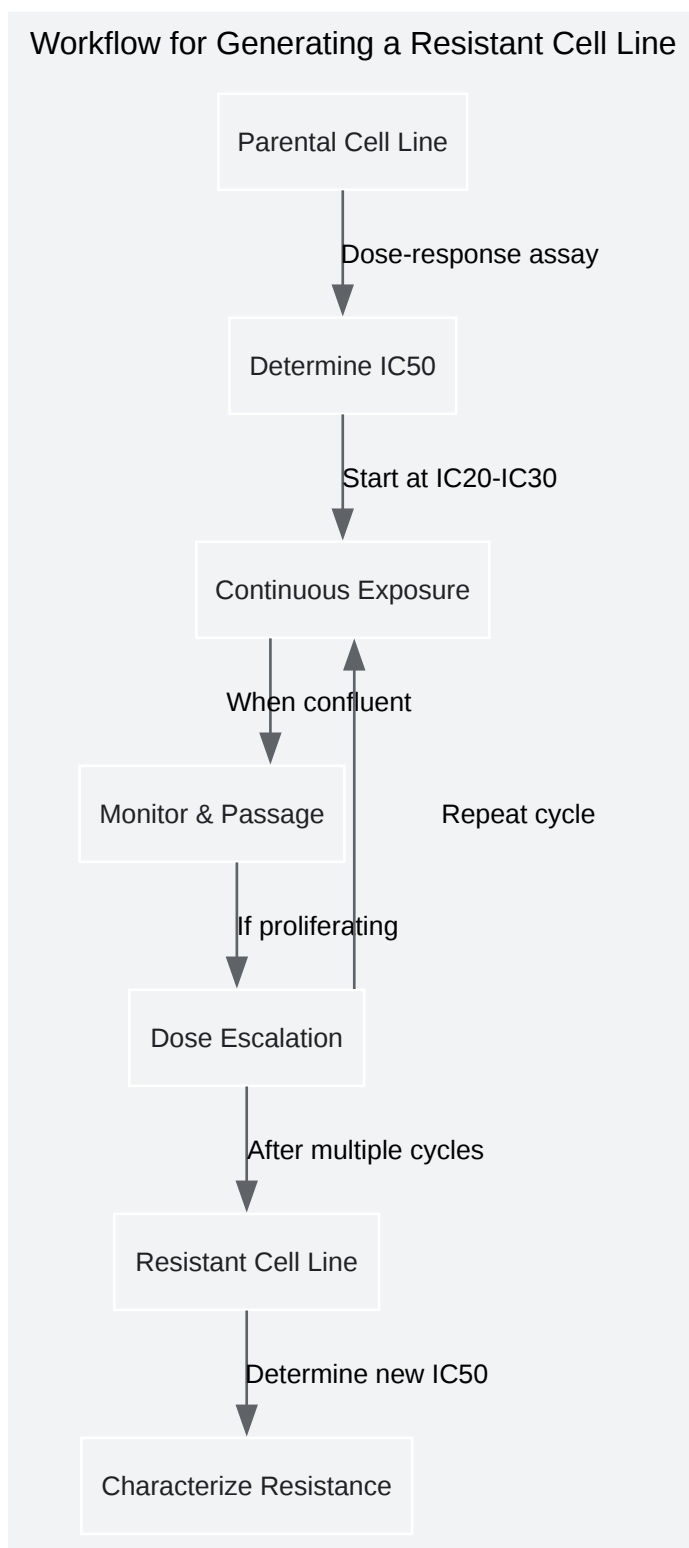 Workflow for Generating a Resistant Cell Line
Parental Cell Line
Dose-response assay
Determine IC50
Start at IC20-IC30
Continuous Exposure
When confluent
Monitor & Passage
Repeat cycle
If proliferating
Dose Escalation
After multiple cycles
Resistant Cell Line
Determine new IC50
Characterize Resistance